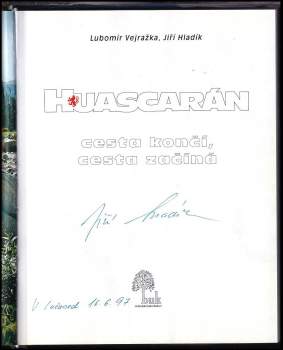 Lubomír Vejražka, Jiří Hladík
HUASCARÁN
cesta končí,
cesta začíná
Jiří Hladík
buk
V 16.6.97